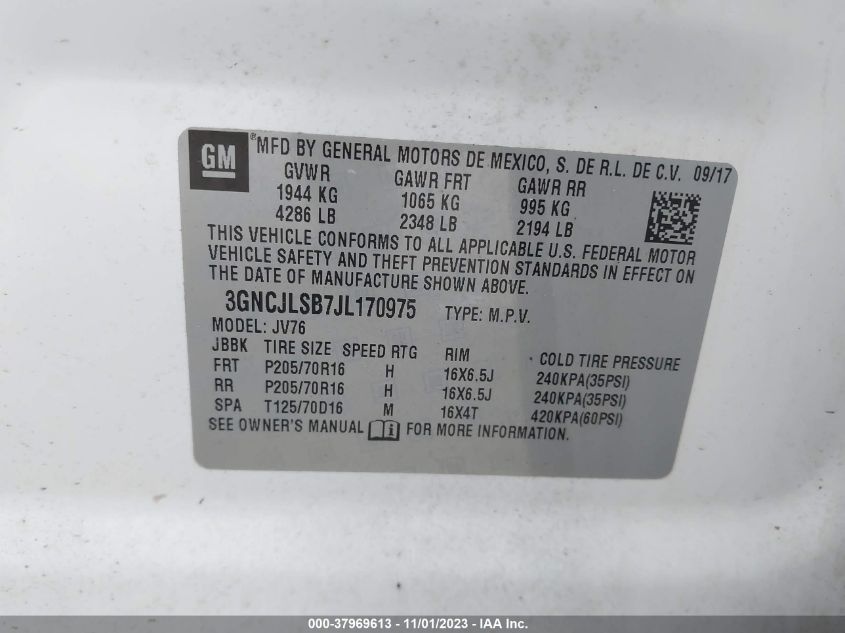 GM ® MFD BY GENERAL MOTORS DE MEXICO, S. DE R.L. DE C.V. 09/17
GVWR GAWR FRT GAWR RR
1944 KG 1065 KG 995 KG
4286 LB 2348 LB 2194 LB
THIS VEHICLE CONFORMS TO ALL APPLICABLE U.S. FEDERAL MOTOR
VEHICLE SAFETY AND THEFT PREVENTION STANDARDS IN EFFECT ON
THE DATE OF MANUFACTURE SHOWN ABOVE.
3GNCJLSB7JL170975 TYPE: M.P.V.
MODEL: JV76
JBBK TIRE SIZE SPEED RTG RIM COLD TIRE PRESSURE
FRT P205/70R16 H 16X6.5J 240KPA(35PSI)
RR P205/70R16 H 16X6.5J 240KPA(35PSI)
SPA T125/70D16 M 16X4T 420KPA(60PSI)
SEE OWNER'S MANUAL i FOR MORE INFORMATION.
000-37969613 - 11/01/2023 - IAA Inc.